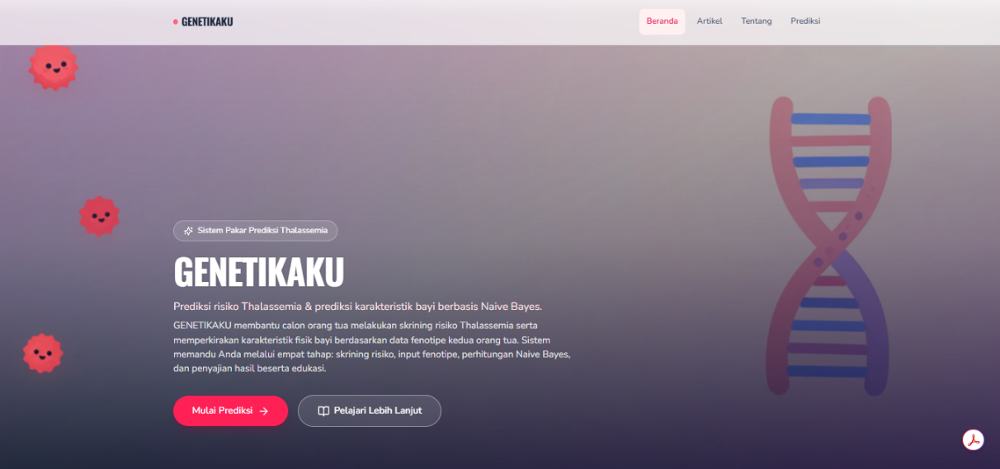 GENETIKAKU
Beranda
Artikel
Tentang
Prediksi
Sistem Pakar Prediksi Thalassemia
GENETIKAKU
Prediksi risiko Thalassemia & prediksi karakteristik bayi berbasis Naive Bayes.
GENETIKAKU membantu calon orang tua melakukan skrining risiko Thalassemia serta
memperkirakan karakteristik fisik bayi berdasarkan data fenotipe kedua orang tua. Sistem
memandu Anda melalui empat tahap: skrining risiko, input fenotipe, perhitungan Naive Bayes,
dan penyajian hasil beserta edukasi.
Mulai Prediksi
Pelajari Lebih Lanjut